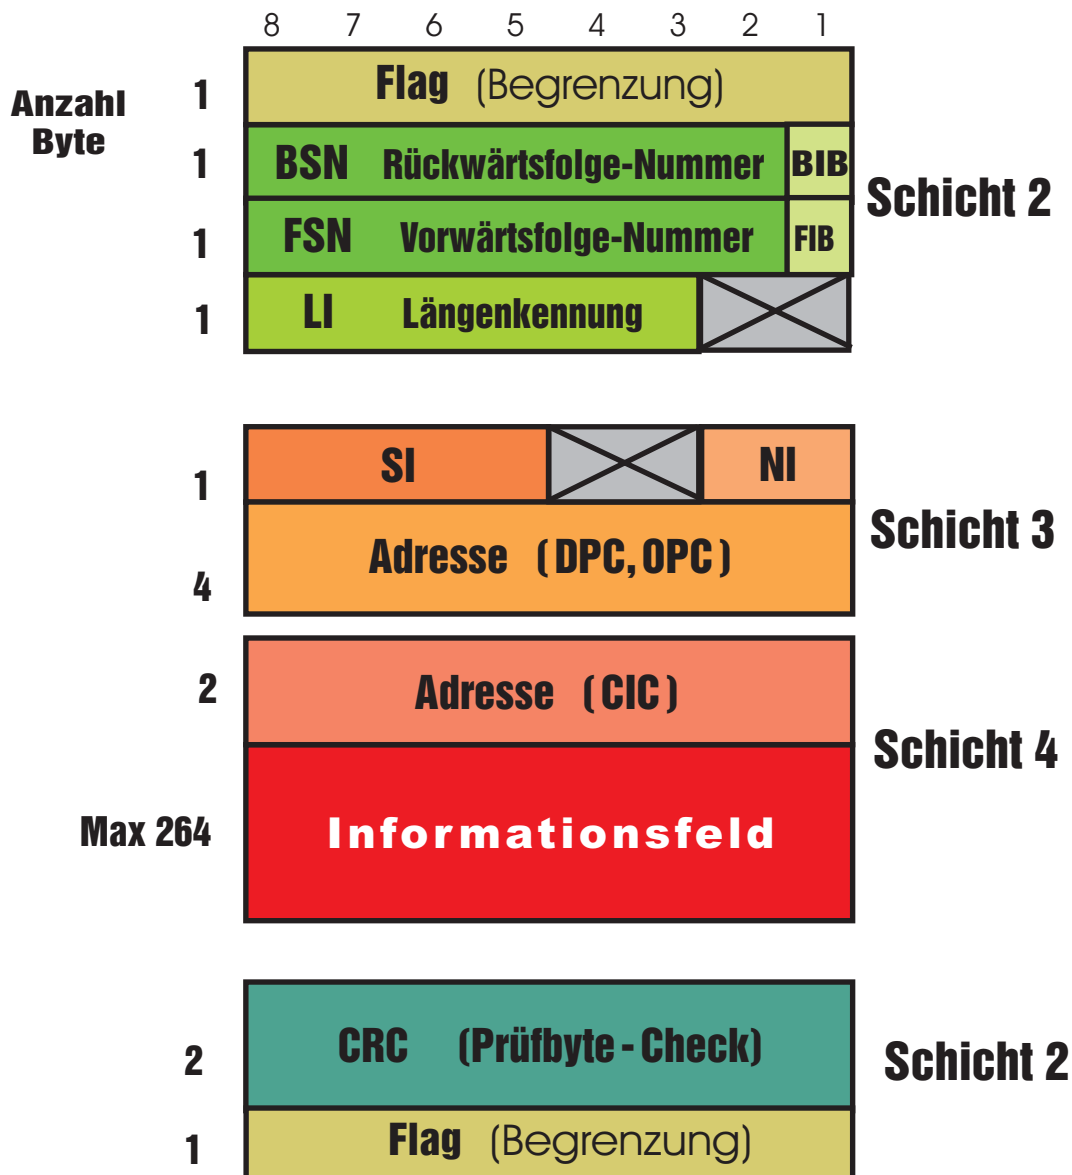 8 7 6 5 4 3 2 1
Anzahl
Byte
1 Flag (Begrenzung)
1 BSN Rückwärtsfolge-Nummer BIB
Schicht 2
1 FSN Vorwärtsfolge-Nummer FIB
1 LI Längenkennung
1 SI NI
Schicht 3
4 Adresse ( DPC, OPC )
2 Adresse ( CIC )
Schicht 4
Max 264 Informationsfeld
2 CRC (Prüfbyte - Check)
Schicht 2
1 Flag (Begrenzung)